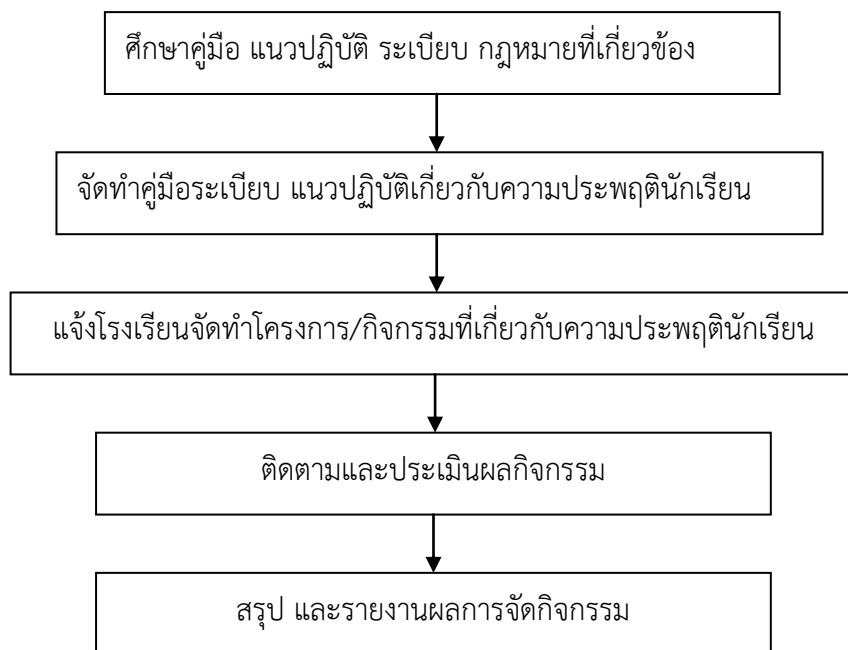 ศึกษาคู่มือ แนวปฏิบัติ ระเบียบ กฎหมายที่เกี่ยวข้อง
จัดทำคู่มือระเบียบ แนวปฏิบัติเกี่ยวกับความประพฤตินักเรียน
แจ้งโรงเรียนจัดทำโครงการ/กิจกรรมที่เกี่ยวกับความประพฤตินักเรียน
ติดตามและประเมินผลกิจกรรม
สรุป และรายงานผลการจัดกิจกรรม